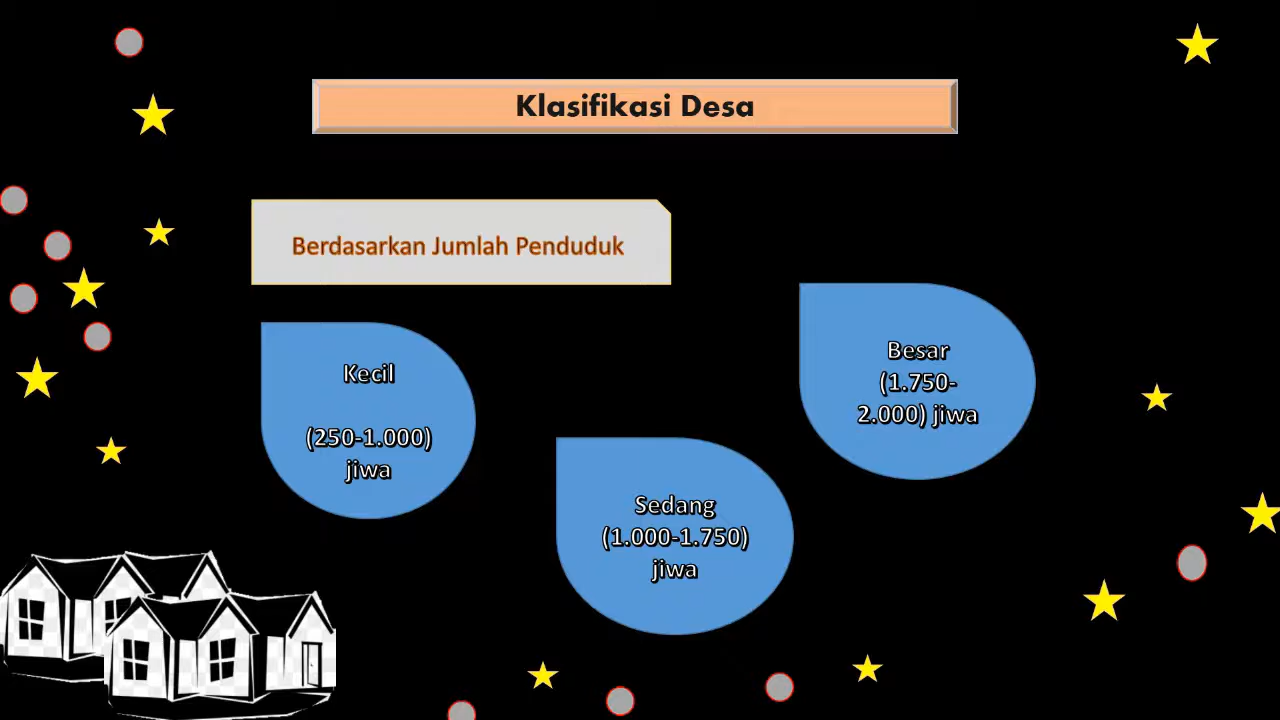 Klasifikasi Desa
Berdasarkan Jumlah Penduduk
Kecil
(250-1.000)
jiwa
Sedang
(1.000-1.750)
jiwa
Besar
(1.750-
2.000) jiwa